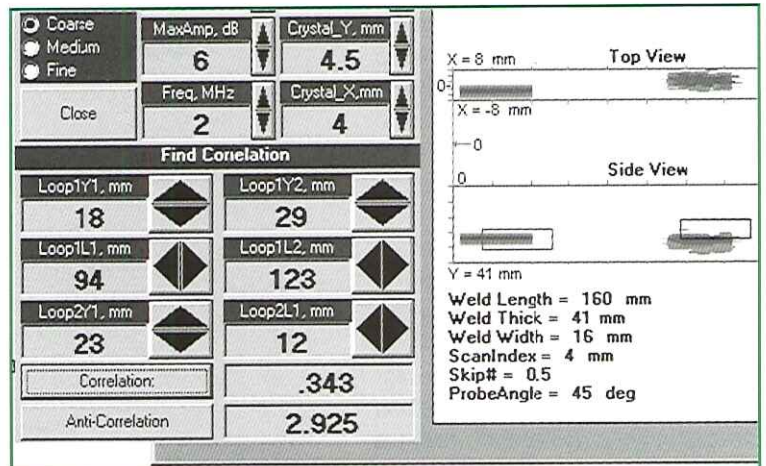 Coarse
Medium
Fine
Close
MaxAmp, dB
6
Crystal_Y, mm
4.5
Freq, MHz
2
Crystal_X,mm
4
Find Correlation
Loop1Y1, mm
18
Loop1Y2, mm
29
Loop1L1, mm
94
Loop1L2, mm
123
Loop2Y1, mm
23
Loop2L1, mm
12
Correlation:
.343
Anti-Correlation
2.925
X = 8 mm
Top View
0
X = -8 mm
0
Side View
0
Y = 41 mm
Weld Length = 160 mm
Weld Thick = 41 mm
Weld Width = 16 mm
ScanIndex = 4 mm
Skip# = 0.5
ProbeAngle = 45 deg